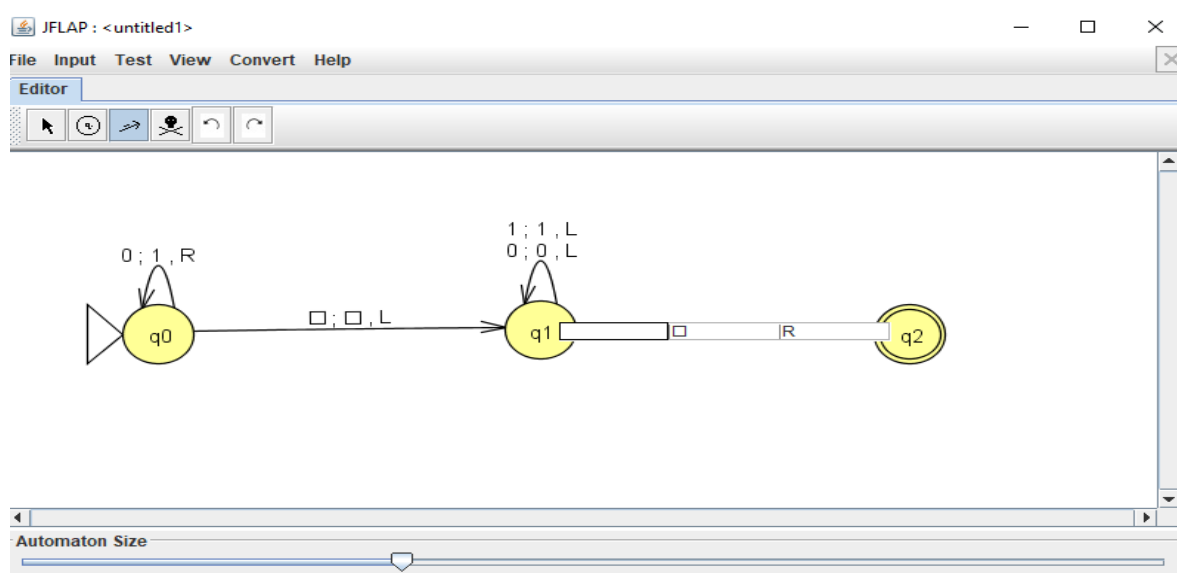 JFLAP : <untitled1>
File Input Test View Convert Help
Editor
1 ; 1 , L
0 ; 1 , R
0 ; 0 , L
□ ; □ , L
q0
q1
□
R
q2
Automaton Size